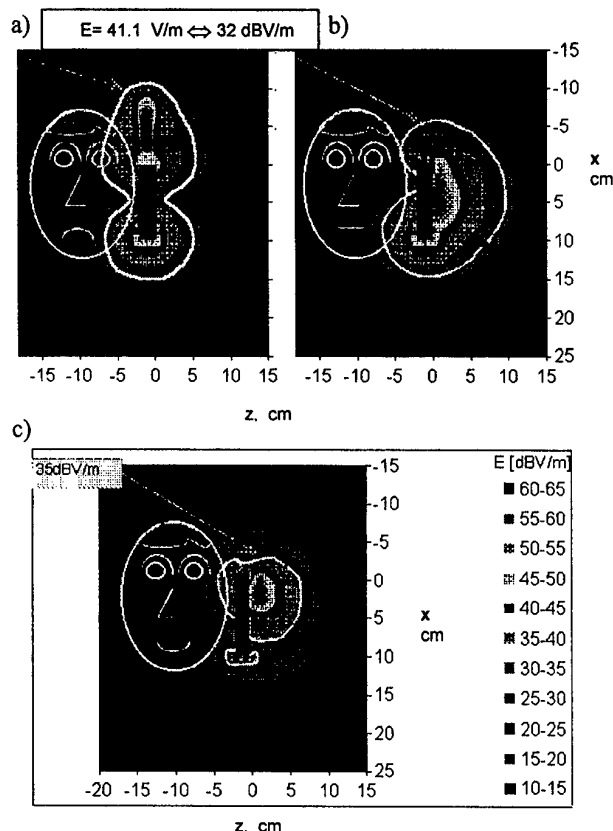 a)
E= 41.1 V/m ⇔ 32 dBV/m
b)
-15
-10
-5
0
5
10
15
20
25
x
cm
-15 -10 -5 0 5 10 15
-15 -10 -5 0 5 10 15
z, cm
c)
35dBV/m
-15
-10
-5
0
5
10
15
20
25
x
cm
-20 -15 -10 -5 0 5 10 15
z, cm
E [dBV/m]
60-65
55-60
50-55
45-50
40-45
35-40
30-35
25-30
20-25
15-20
10-15